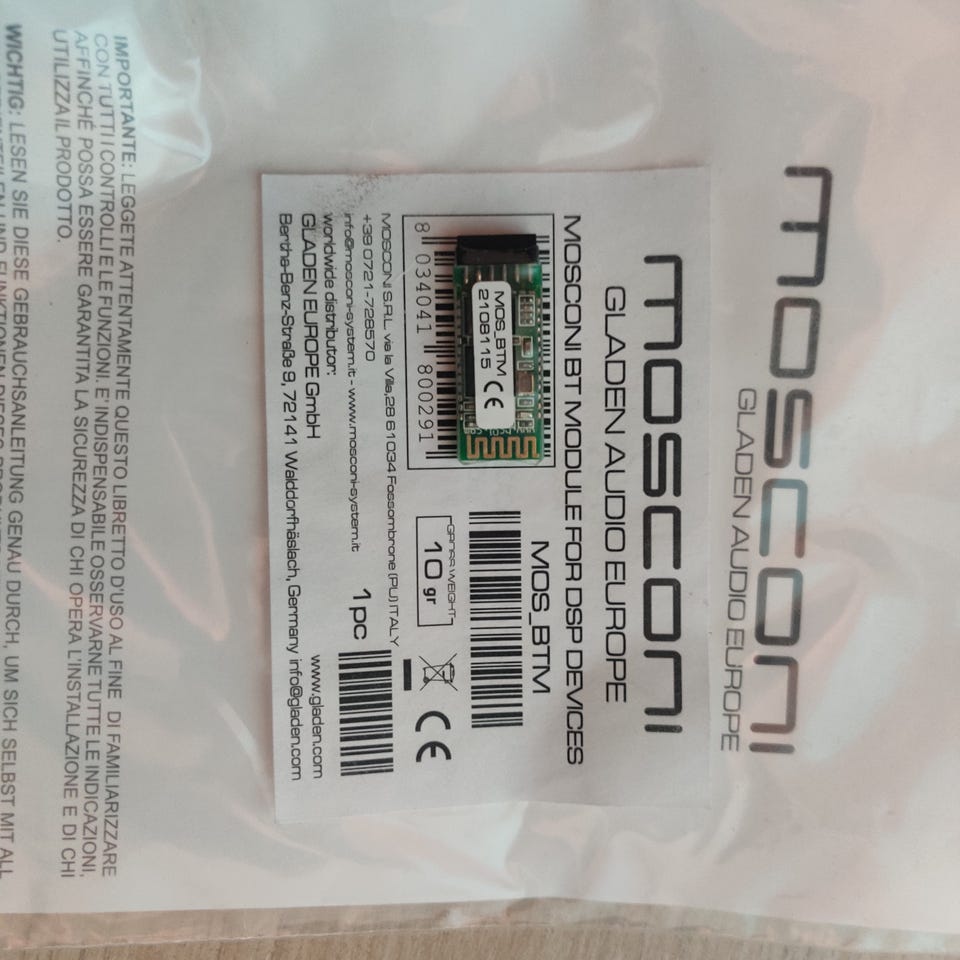 mosconi
GLADEN AUDIO EUROPE
mosconi
GLADEN AUDIO EUROPE
MOSCONI BT MODULE FOR DSP DEVICES
MOS_BTM
MOS_BTM
2108115 CE
8 034041 800291
WEIGHT
10 gr
CE
MOSCONI S.R.L. via la Villa,28 61034 Fossombrone (PU) ITALY
+39 0721-728570
info@mosconi-system.it - www.mosconi-system.it
1pc
worldwide distributor:
GLADEN EUROPE GmbH
www.gladen.com
Bertha-Benz-Straße 9, 72141 Walddorfhäslach, Germany info@gladen.com
IMPORTANTE: LEGGETE ATTENTAMENTE QUESTO LIBRETTO D'USO AL FINE DI FAMILIARIZZARE
CON TUTTI I CONTROLLI E LE FUNZIONI. E' INDISPENSABILE OSSERVARNE TUTTE LE INDICAZIONI,
AFFINCHÉ POSSA ESSERE GARANTITA LA SICUREZZA DI CHI OPERA L'INSTALLAZIONE E DI CHI
UTILIZZA IL PRODOTTO.
WICHTIG: LESEN SIE DIESE GEBRAUCHSANLEITUNG GENAU DURCH, UM SICH SELBST MIT ALL